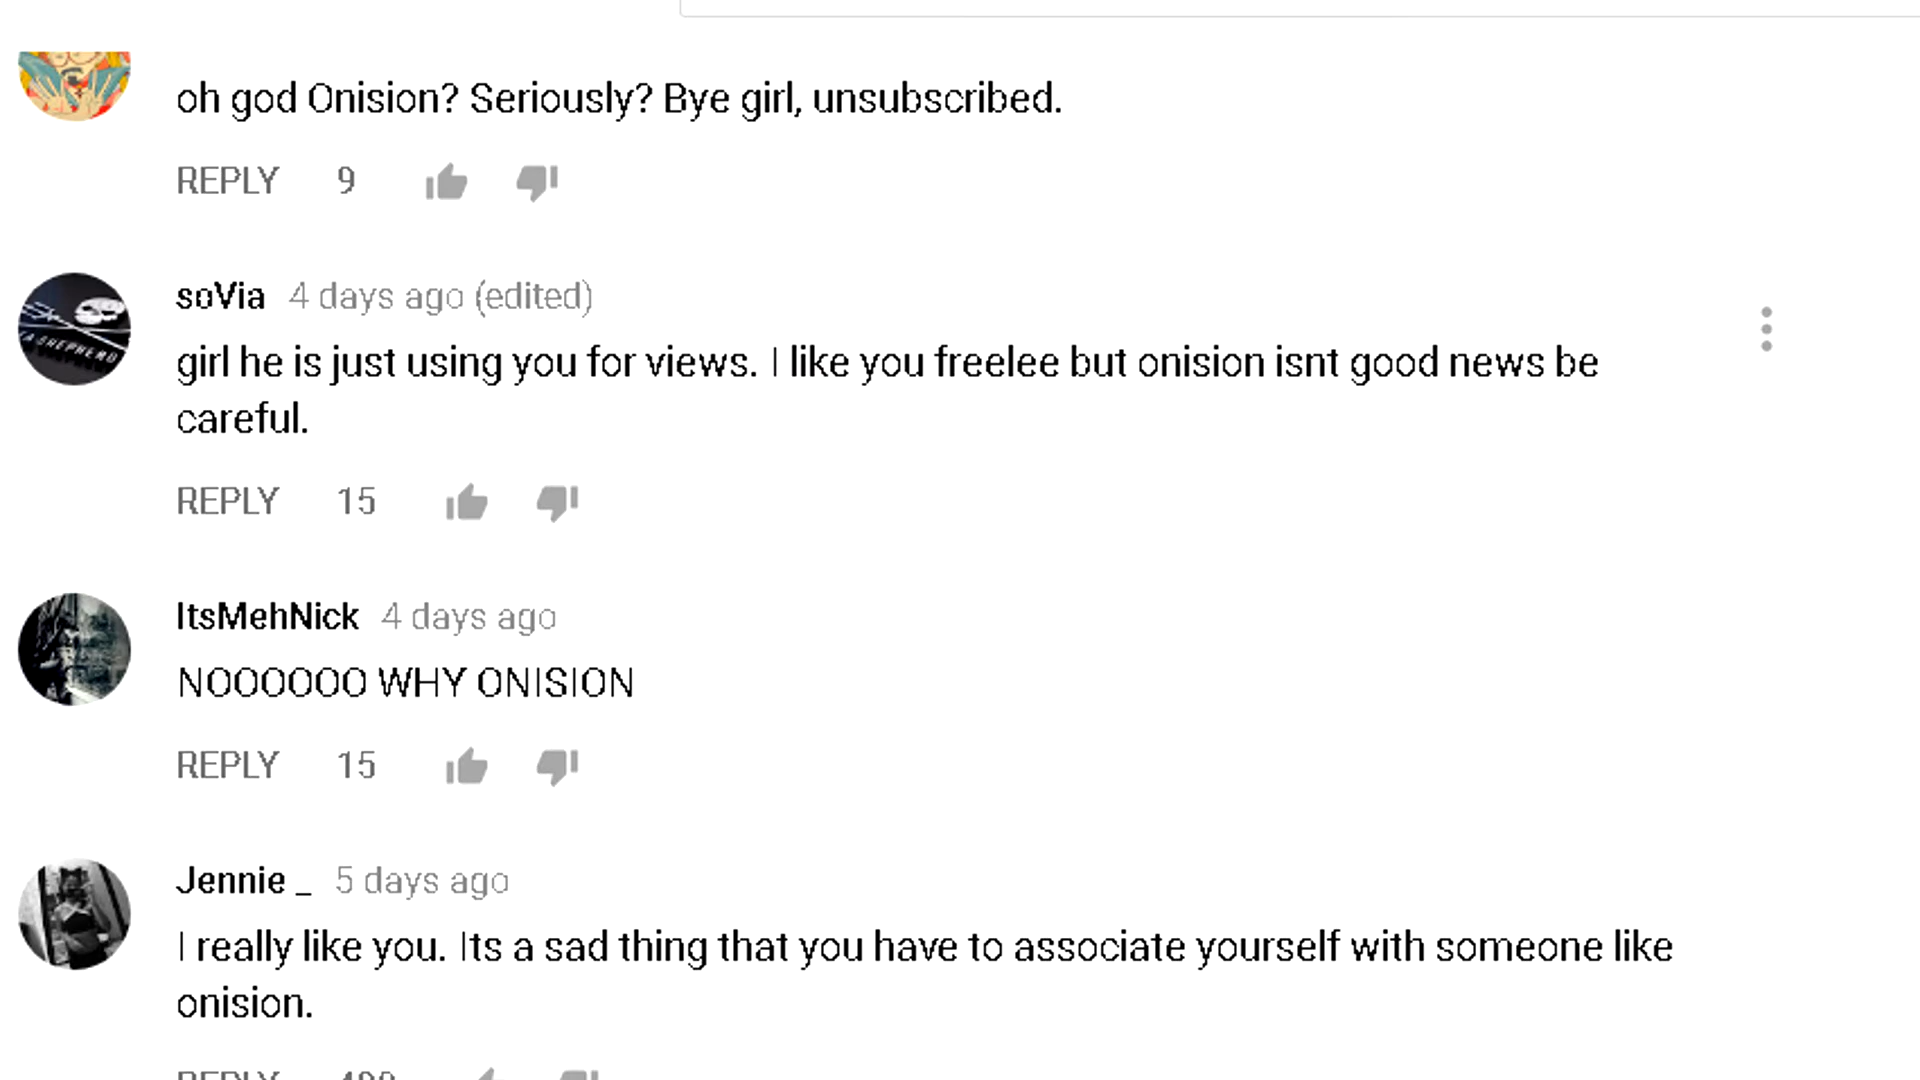 oh god Onision? Seriously? Bye girl, unsubscribed.
REPLY 9
soVia 4 days ago (edited)
girl he is just using you for views. I like you freelee but onision isnt good news be
careful.
REPLY 15
ItsMehNick 4 days ago
NOOOOOO WHY ONISION
REPLY 15
Jennie _ 5 days ago
I really like you. Its a sad thing that you have to associate yourself with someone like
onision.
REPLY